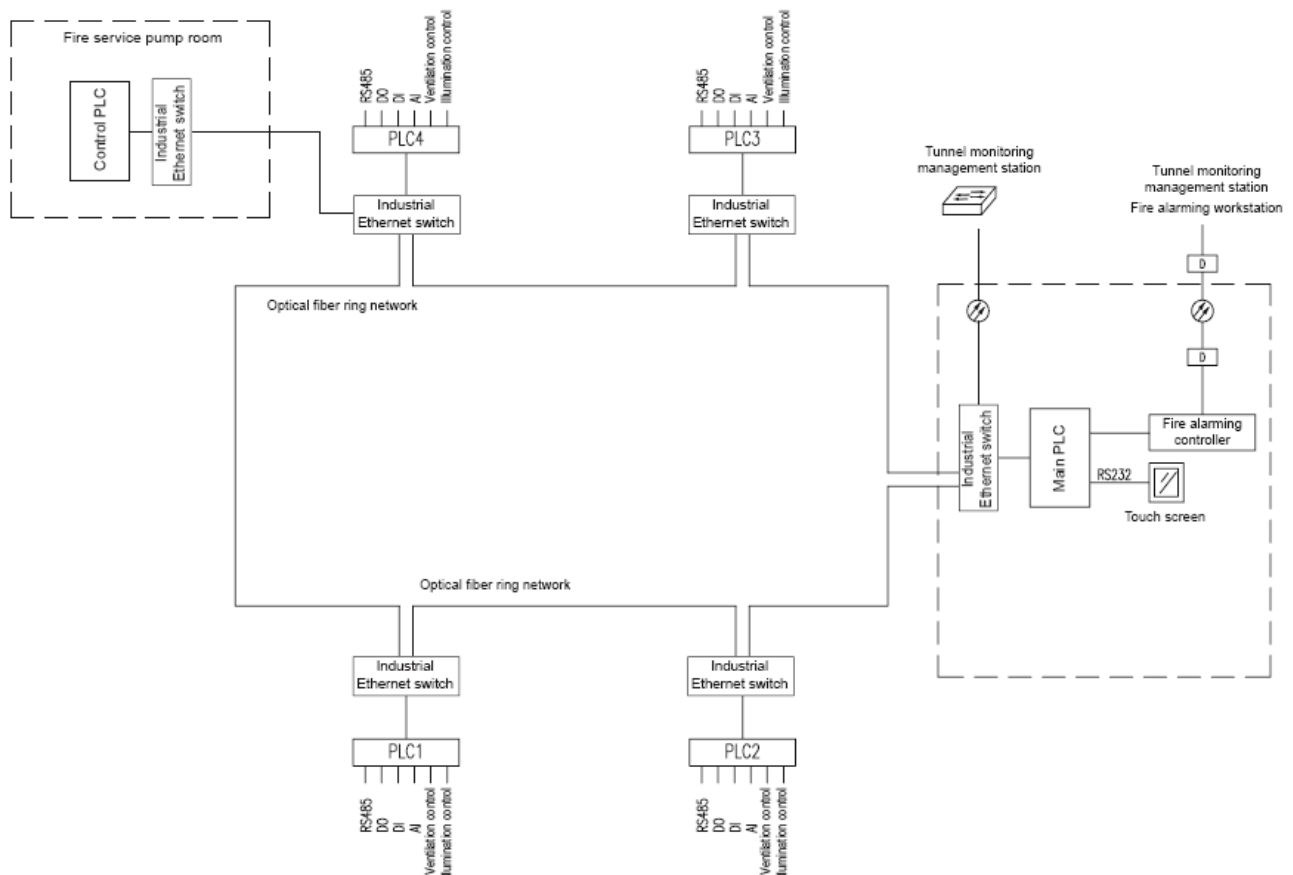 Fire service pump room
Control PLC
Industrial
Ethernet switch
RS485
DO
DI
AI
Ventilation control
Illumination control
PLC4
Industrial
Ethernet switch
RS485
DO
DI
AI
Ventilation control
Illumination control
PLC3
Industrial
Ethernet switch
Tunnel monitoring
management station
Tunnel monitoring
management station
Fire alarming workstation
D
D
Optical fiber ring network
Industrial
Ethernet switch
Main PLC
Fire alarming
controller
RS232
Touch screen
Optical fiber ring network
Industrial
Ethernet switch
PLC1
RS485
DO
DI
AI
Ventilation control
Illumination control
Industrial
Ethernet switch
PLC2
RS485
DO
DI
AI
Ventilation control
Illumination control